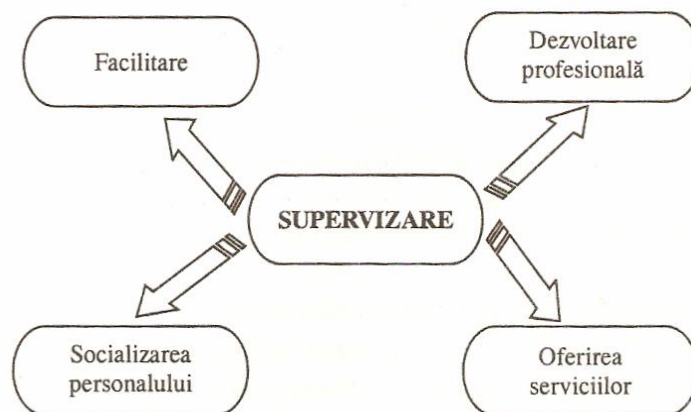 Facilitare
Dezvoltare
profesională
SUPERVIZARE
Socializarea
personalului
Oferirea
serviciilor